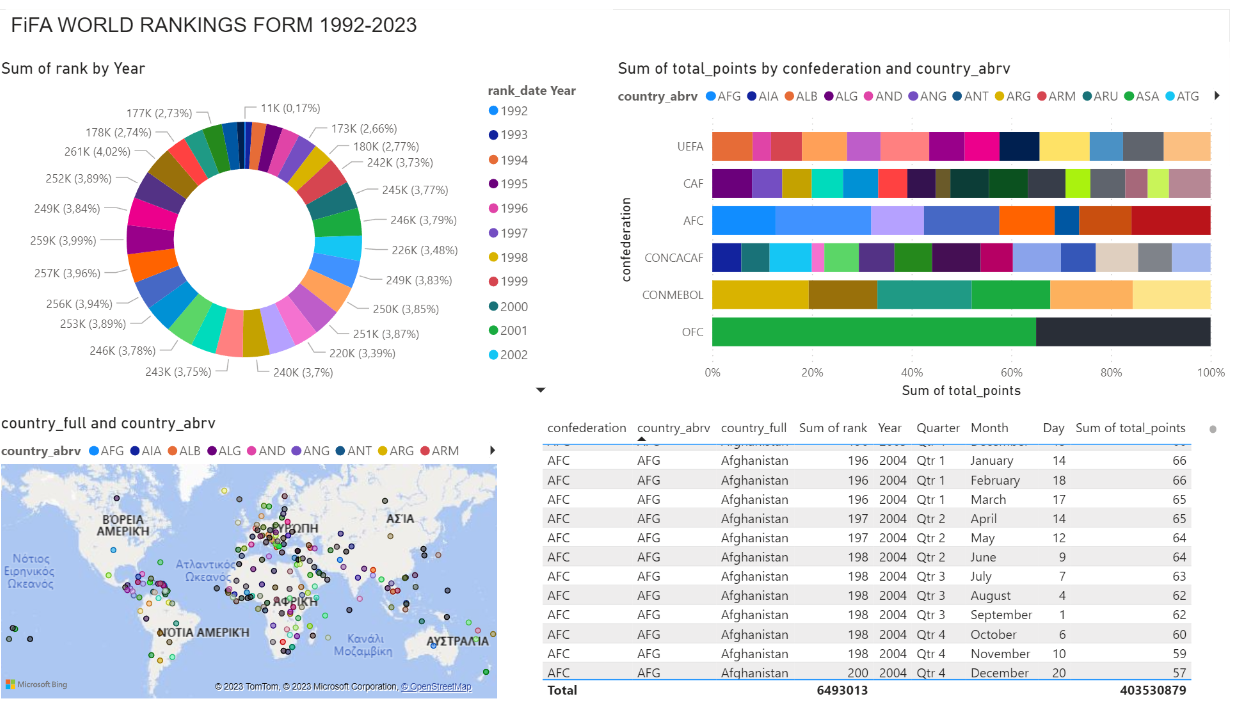 FiFA WORLD RANKINGS FORM 1992-2023
Sum of rank by Year
11K (0,17%)
173K (2,66%)
180K (2,77%)
242K (3,73%)
245K (3,77%)
246K (3,79%)
226K (3,48%)
249K (3,83%)
250K (3,85%)
251K (3,87%)
220K (3,39%)
240K (3,7%)
243K (3,75%)
246K (3,78%)
253K (3,89%)
256K (3,94%)
257K (3,96%)
259K (3,99%)
249K (3,84%)
252K (3,89%)
261K (4,02%)
178K (2,74%)
177K (2,73%)
rank_date Year
1992
1993
1994
1995
1996
1997
1998
1999
2000
2001
2002
Sum of total_points by confederation and country_abrv
country_abrv AFG AIA ALB ALG AND ANG ANT ARG ARM ARU ASA ATG
confederation
UEFA
CAF
AFC
CONCACAF
CONMEBOL
OFC
0% 20% 40% 60% 80% 100%
Sum of total_points
country_full and country_abrv
country_abrv AFG AIA ALB ALG AND ANG ANT ARG ARM
ΒΌΡΕΙΑ
ΑΜΕΡΙΚΉ
ΑΣΊΑ
Νότιος
Ειρηνικός
Ωκεανός
Ατλαντικός
Ωκεανός
ΑΦΡΙΚΉ
ΝΌΤΙΑ ΑΜΕΡΙΚΉ
Κανάλι
Μοζαμβίκη
ΑΥΣΤΡΑΛΊΑ
Microsoft Bing
© 2023 TomTom, © 2023 Microsoft Corporation, © OpenStreetMap
confederation country_abrv country_full Sum of rank Year Quarter Month Day Sum of total_points
AFC AFG Afghanistan 196 2004 Qtr 1 January 14 66
AFC AFG Afghanistan 196 2004 Qtr 1 February 18 66
AFC AFG Afghanistan 196 2004 Qtr 1 March 17 65
AFC AFG Afghanistan 197 2004 Qtr 2 April 14 65
AFC AFG Afghanistan 197 2004 Qtr 2 May 12 64
AFC AFG Afghanistan 198 2004 Qtr 2 June 9 64
AFC AFG Afghanistan 198 2004 Qtr 3 July 7 63
AFC AFG Afghanistan 198 2004 Qtr 3 August 4 62
AFC AFG Afghanistan 198 2004 Qtr 3 September 1 62
AFC AFG Afghanistan 198 2004 Qtr 4 October 6 60
AFC AFG Afghanistan 198 2004 Qtr 4 November 10 59
AFC AFG Afghanistan 200 2004 Qtr 4 December 20 57
Total 6493013 403530879